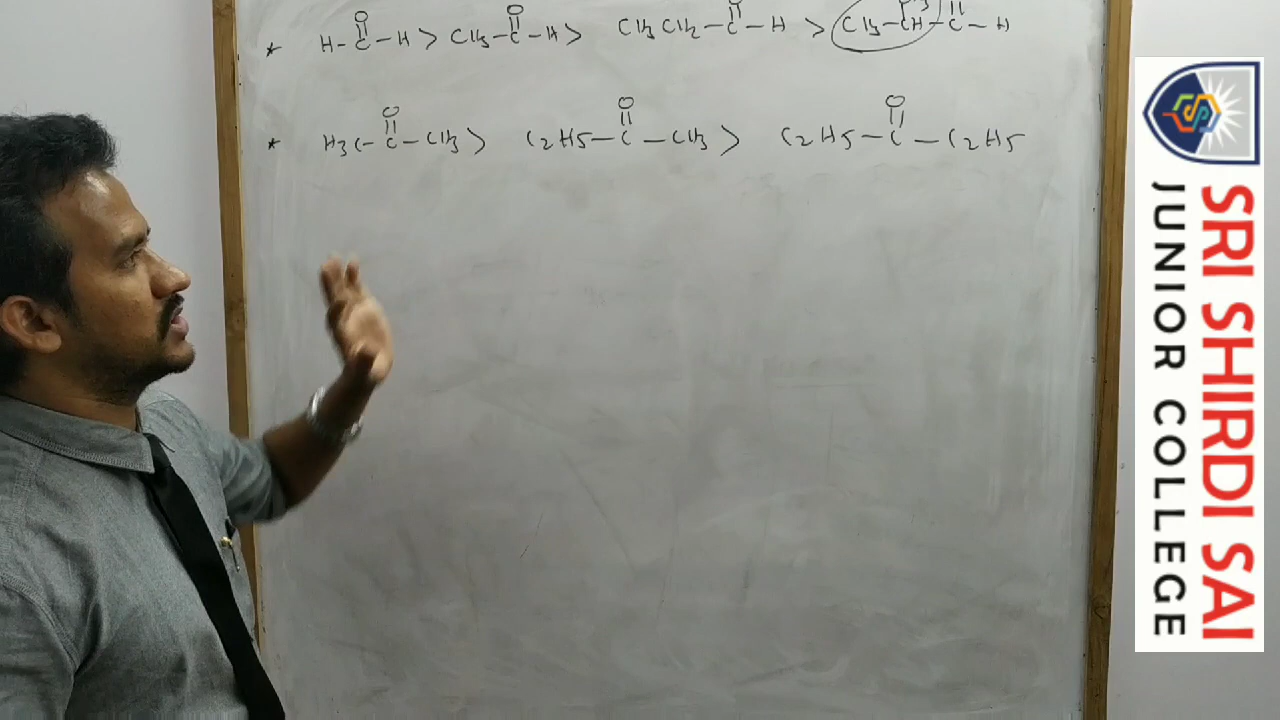 * H-C-H > CH3-C-H > CH3CH2-C-H > CH3-CH-C-H
O O O
* H3C-C-CH3 > C2H5-C-CH3 > C2H5-C-C2H5
O O O
SRI SHIRDI SAI
JUNIOR COLLEGE